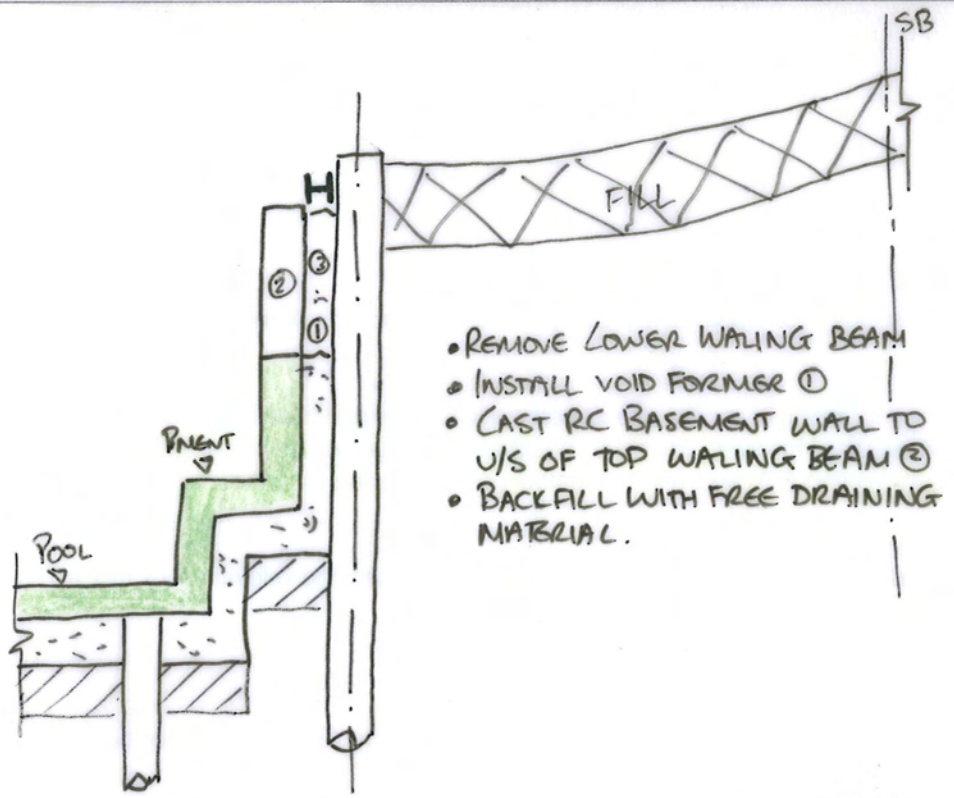 SB
FILL
③
②
①
• REMOVE LOWER WALING BEAM
• INSTALL VOID FORMER ①
• CAST RC BASEMENT WALL TO
U/S OF TOP WALING BEAM ②
• BACKFILL WITH FREE DRAINING
MATERIAL.
BMENT
POOL